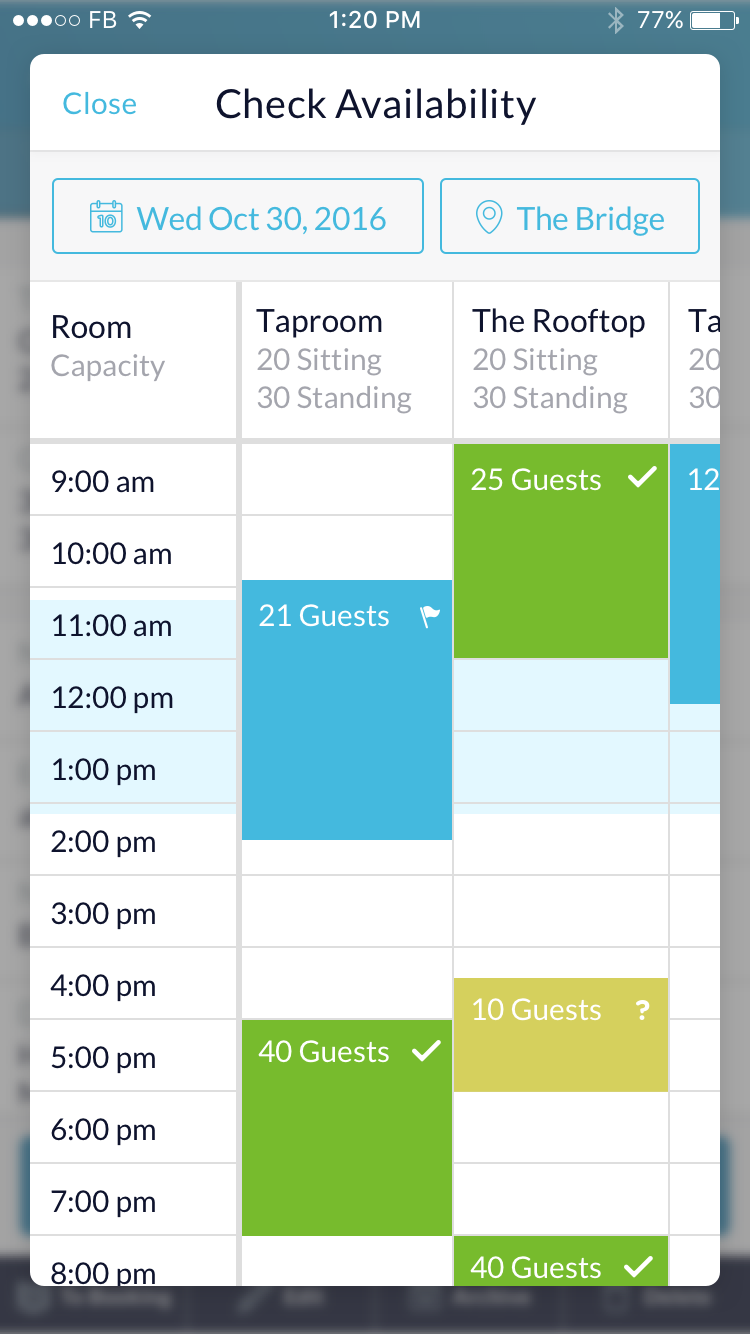 FB 1:20 PM 77%
Close Check Availability
10 Wed Oct 30, 2016 The Bridge
Room Taproom The Rooftop Ta
Capacity 20 Sitting 20 Sitting 20
30 Standing 30 Standing 30
9:00 am 25 Guests 12
10:00 am
11:00 am 21 Guests
12:00 pm
1:00 pm
2:00 pm
3:00 pm
4:00 pm 10 Guests ?
5:00 pm 40 Guests
6:00 pm
7:00 pm
8:00 pm 40 Guests